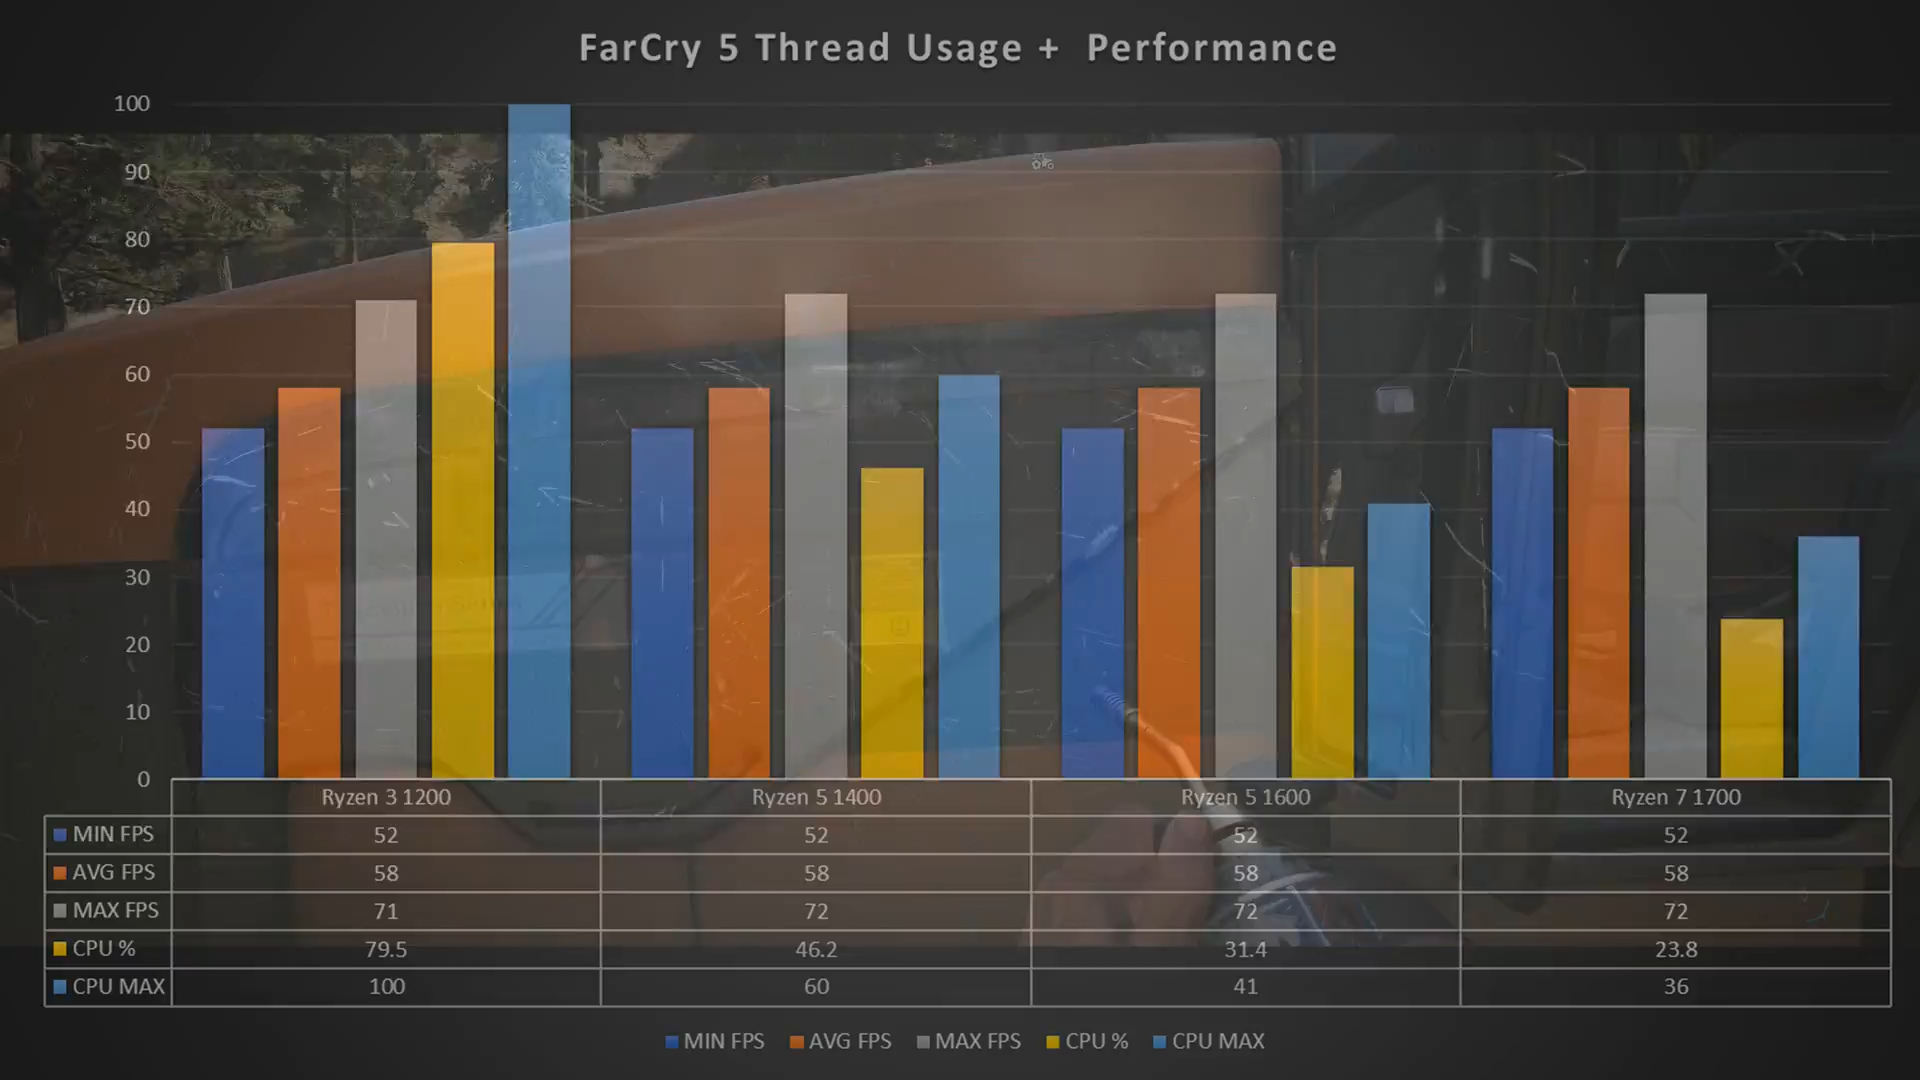 FarCry 5 Thread Usage + Performance
100
90
80
70
60
50
40
30
20
10
0
Ryzen 3 1200 Ryzen 5 1400 Ryzen 5 1600 Ryzen 7 1700
MIN FPS 52 52 52 52
AVG FPS 58 58 58 58
MAX FPS 71 72 72 72
CPU % 79.5 46.2 31.4 23.8
CPU MAX 100 60 41 36
MIN FPS AVG FPS MAX FPS CPU % CPU MAX